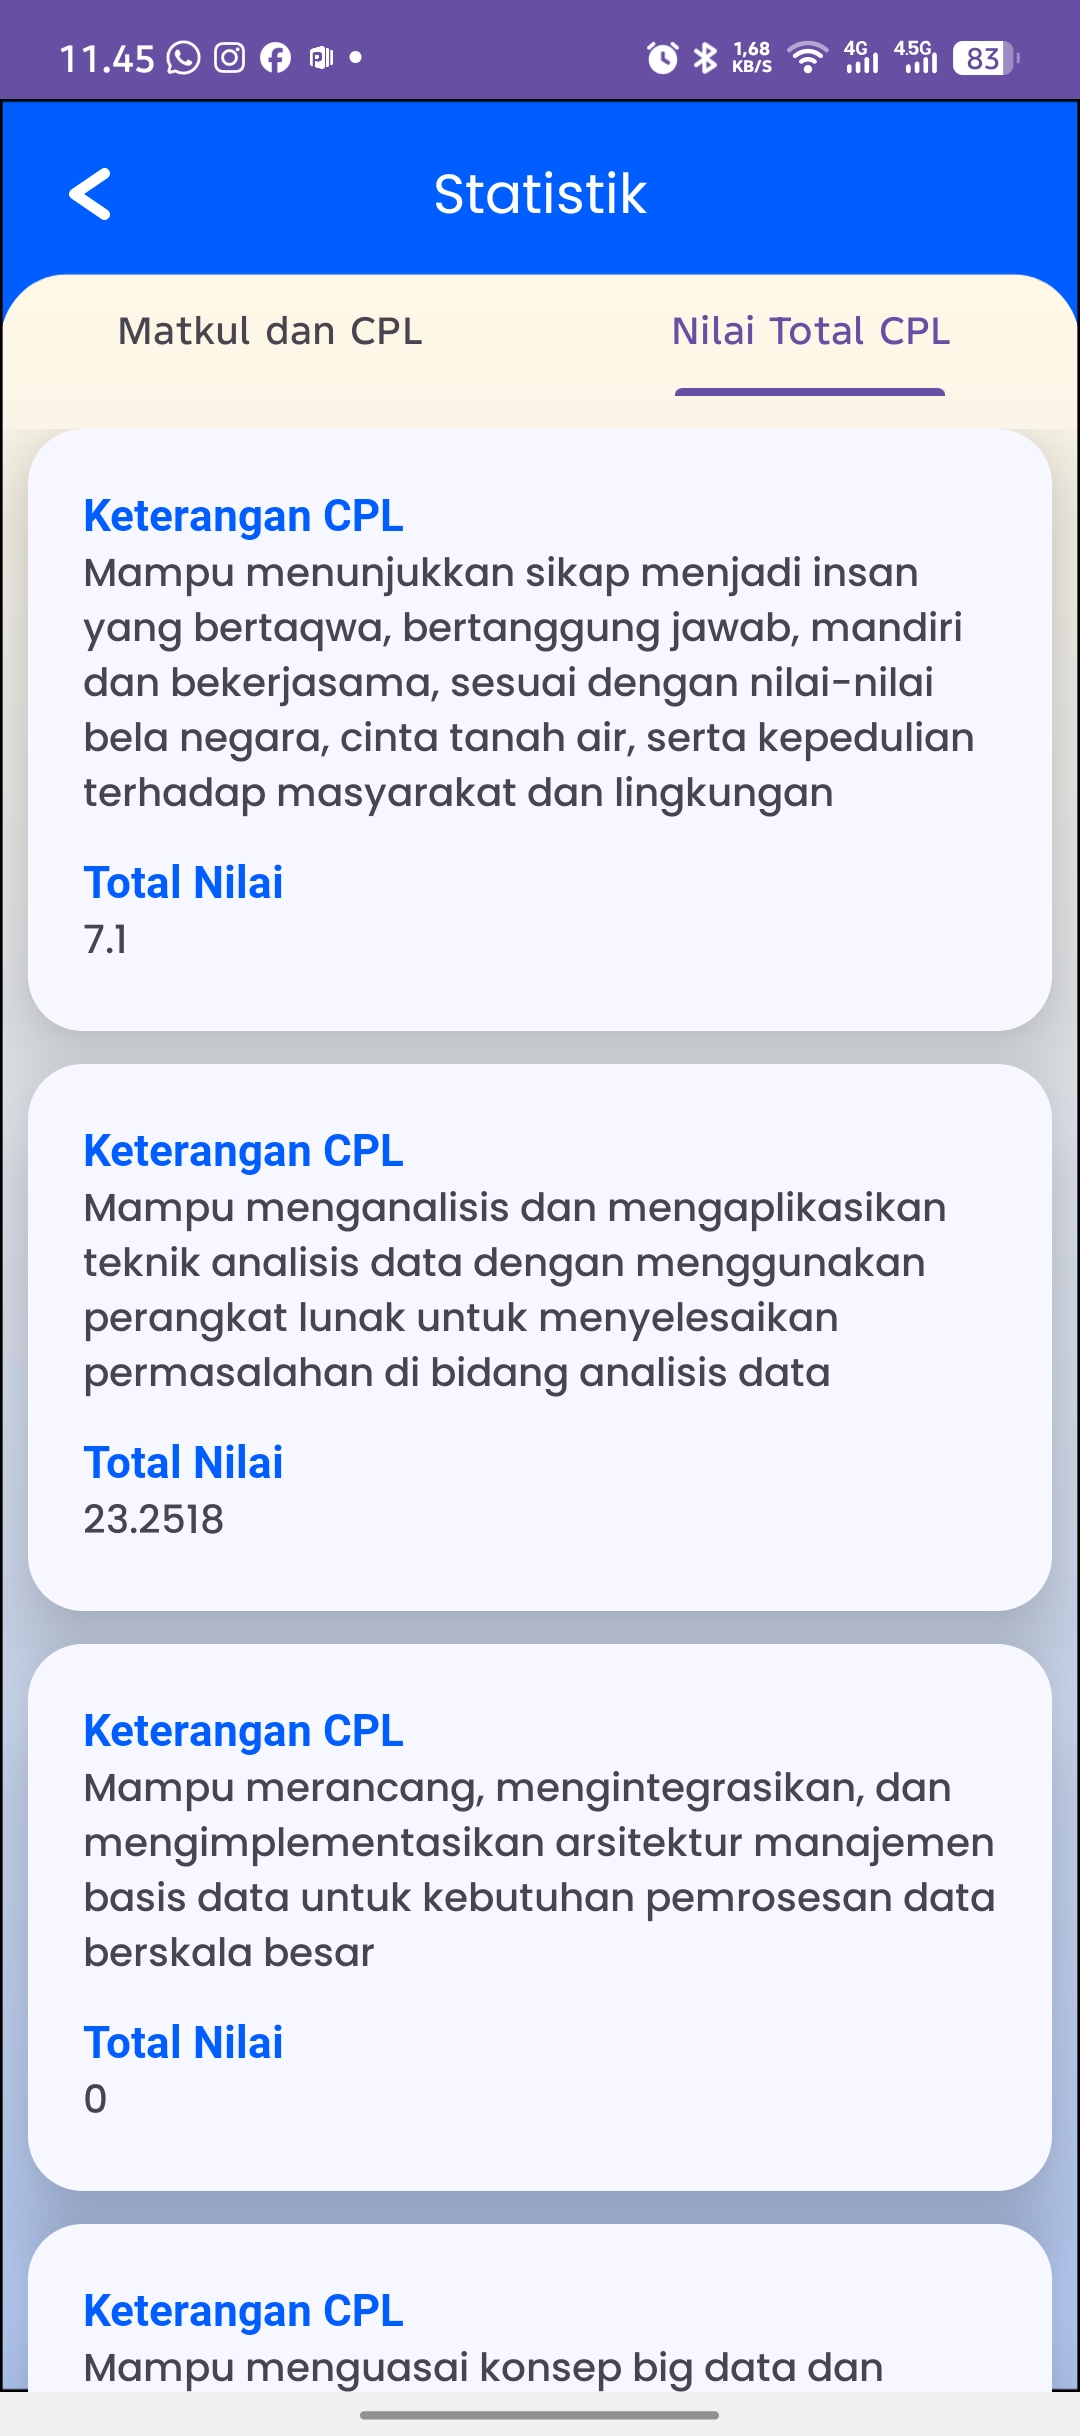 11.45
1,68 KB/S 4G 4.5G 83
Statistik
Matkul dan CPL
Nilai Total CPL
Keterangan CPL
Mampu menunjukkan sikap menjadi insan
yang bertaqwa, bertanggung jawab, mandiri
dan bekerjasama, sesuai dengan nilai-nilai
bela negara, cinta tanah air, serta kepedulian
terhadap masyarakat dan lingkungan
Total Nilai
7.1
Keterangan CPL
Mampu menganalisis dan mengaplikasikan
teknik analisis data dengan menggunakan
perangkat lunak untuk menyelesaikan
permasalahan di bidang analisis data
Total Nilai
23.2518
Keterangan CPL
Mampu merancang, mengintegrasikan, dan
mengimplementasikan arsitektur manajemen
basis data untuk kebutuhan pemrosesan data
berskala besar
Total Nilai
0
Keterangan CPL
Mampu menguasai konsep big data dan